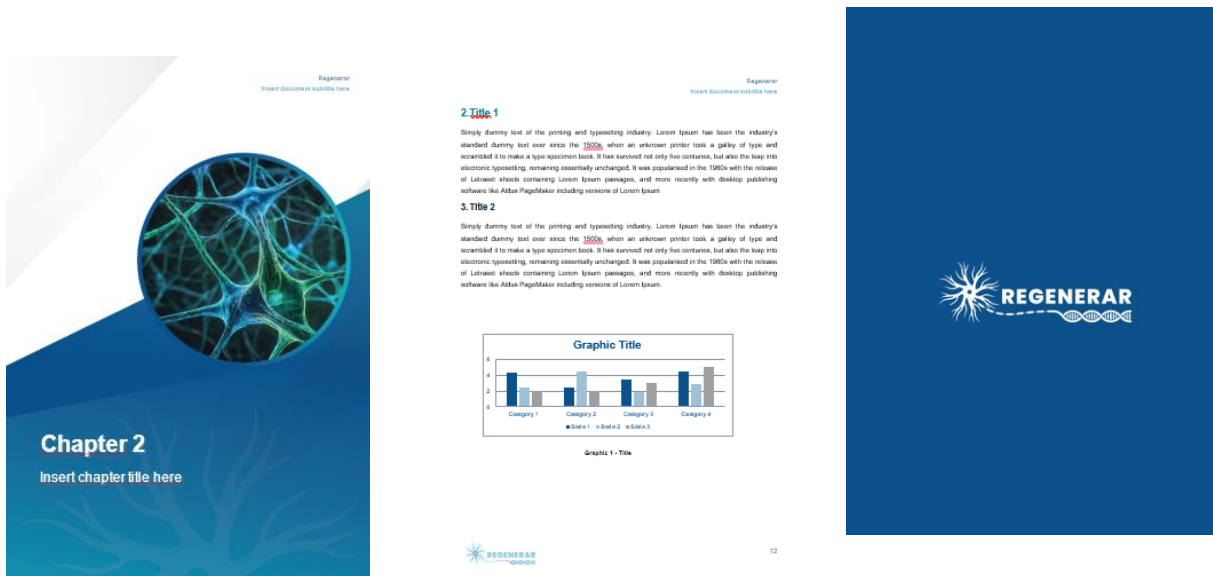 Regenerar
Insert document subtitle here
Chapter 2
Insert chapter title here
Regenerar
Insert document subtitle here
2. Title 1
Simply dummy text of the printing and typesetting industry. Lorem Ipsum has been the industry's
standard dummy text ever since the 1500s, when an unknown printer took a galley of type and
scrambled it to make a type specimen book. It has survived not only five centuries, but also the leap into
electronic typesetting, remaining essentially unchanged. It was popularised in the 1960s with the release
of Letraset sheets containing Lorem Ipsum passages, and more recently with desktop publishing
software like Aldus PageMaker including versions of Lorem Ipsum
3. Title 2
Simply dummy text of the printing and typesetting industry. Lorem Ipsum has been the industry's
standard dummy text ever since the 1500s, when an unknown printer took a galley of type and
scrambled it to make a type specimen book. It has survived not only five centuries, but also the leap into
electronic typesetting, remaining essentially unchanged. It was popularised in the 1960s with the release
of Letraset sheets containing Lorem Ipsum passages, and more recently with desktop publishing
software like Aldus PageMaker including versions of Lorem Ipsum.
Graphic Title
6
4
2
0
Category 1 Category 2 Category 3 Category 4
Série 1 Série 2 Série 3
Graphic 1 - Title
REGENERAR
12
REGENERAR